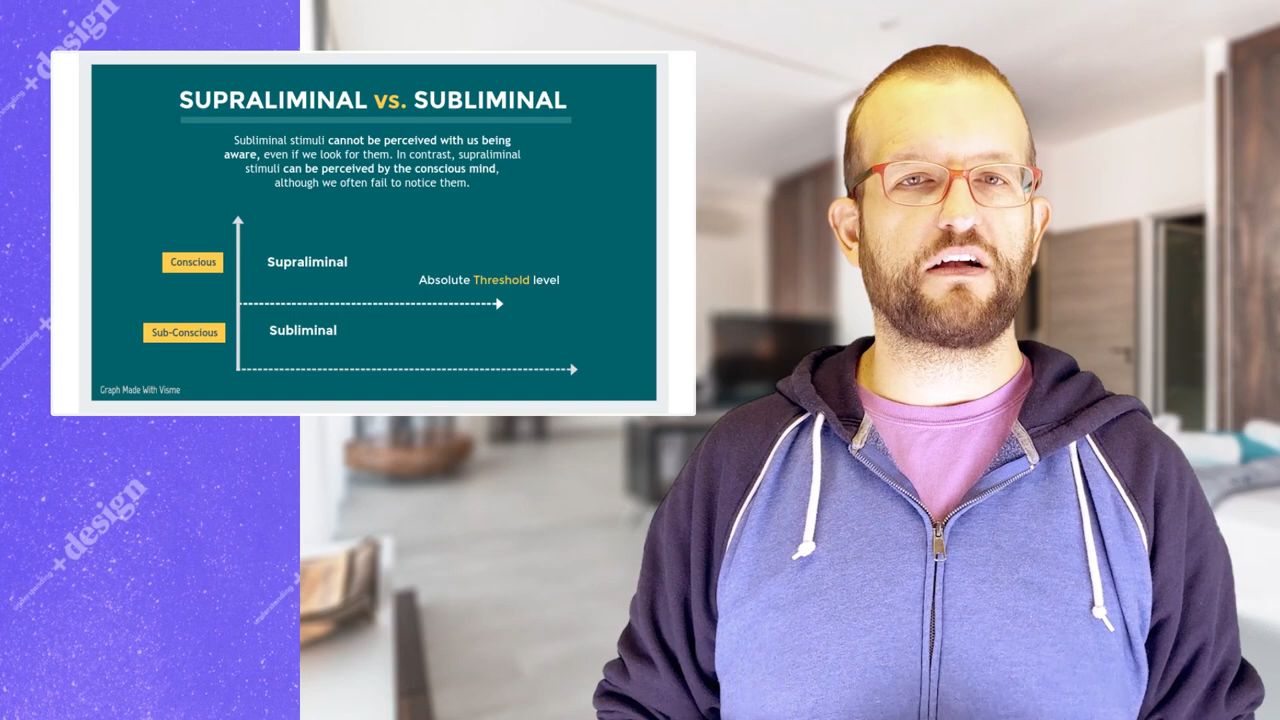 +design
SUPRALIMINAL vs. SUBLIMINAL
Subliminal stimuli cannot be perceived with us being
aware, even if we look for them. In contrast, supraliminal
stimuli can be perceived by the conscious mind,
although we often fail to notice them.
Conscious
Supraliminal
Absolute Threshold level
Sub-Conscious
Subliminal
Graph Made With Visme
understanding
+design
understanding +